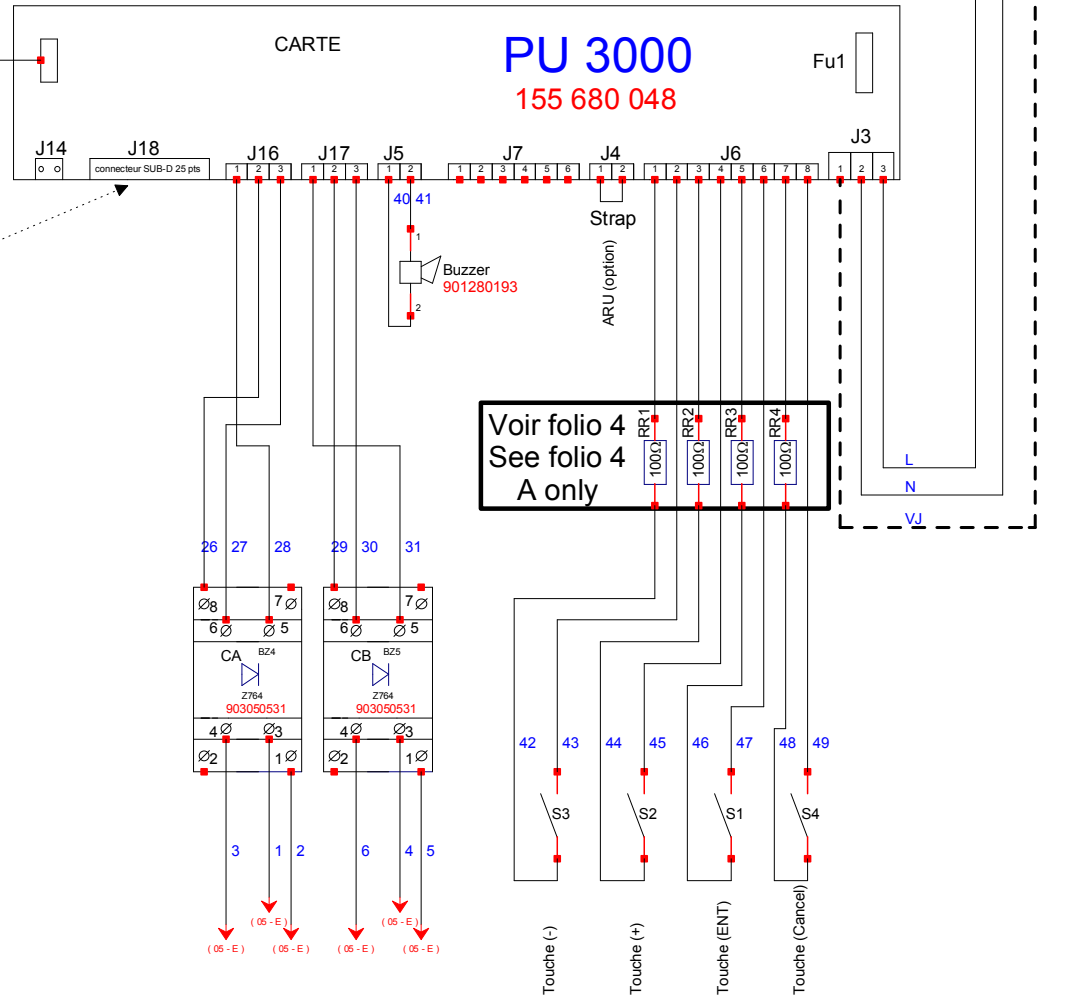 CARTE
PU 3000
155 680 048
Fu1
J14
J18
connecteur SUB-D 25 pts
J16
1 2 3
J17
1 2 3
J5
1 2
J7
1 2 3 4 5 6
J4
1 2
J6
1 2 3 4 5 6 7 8
J3
1 2 3
40 41
1
Buzzer
901280193
2
Strap
ARU (option)
Voir folio 4
See folio 4
A only
RR1
100Ω
RR2
100Ω
RR3
100Ω
RR4
100Ω
L
N
VJ
26 27 28
29 30 31
8 7
6 5
CA BZ4
Z764
903050531
4 3
2 1
8 7
6 5
CB BZ5
Z764
903050531
4 3
2 1
3 1 2
6 4 5
( 05 - E )
( 05 - E )
( 05 - E )
( 05 - E )
( 05 - E )
( 05 - E )
42 43 44 45 46 47 48 49
S3
S2
S1
S4
Touche (-)
Touche (+)
Touche (ENT)
Touche (Cancel)